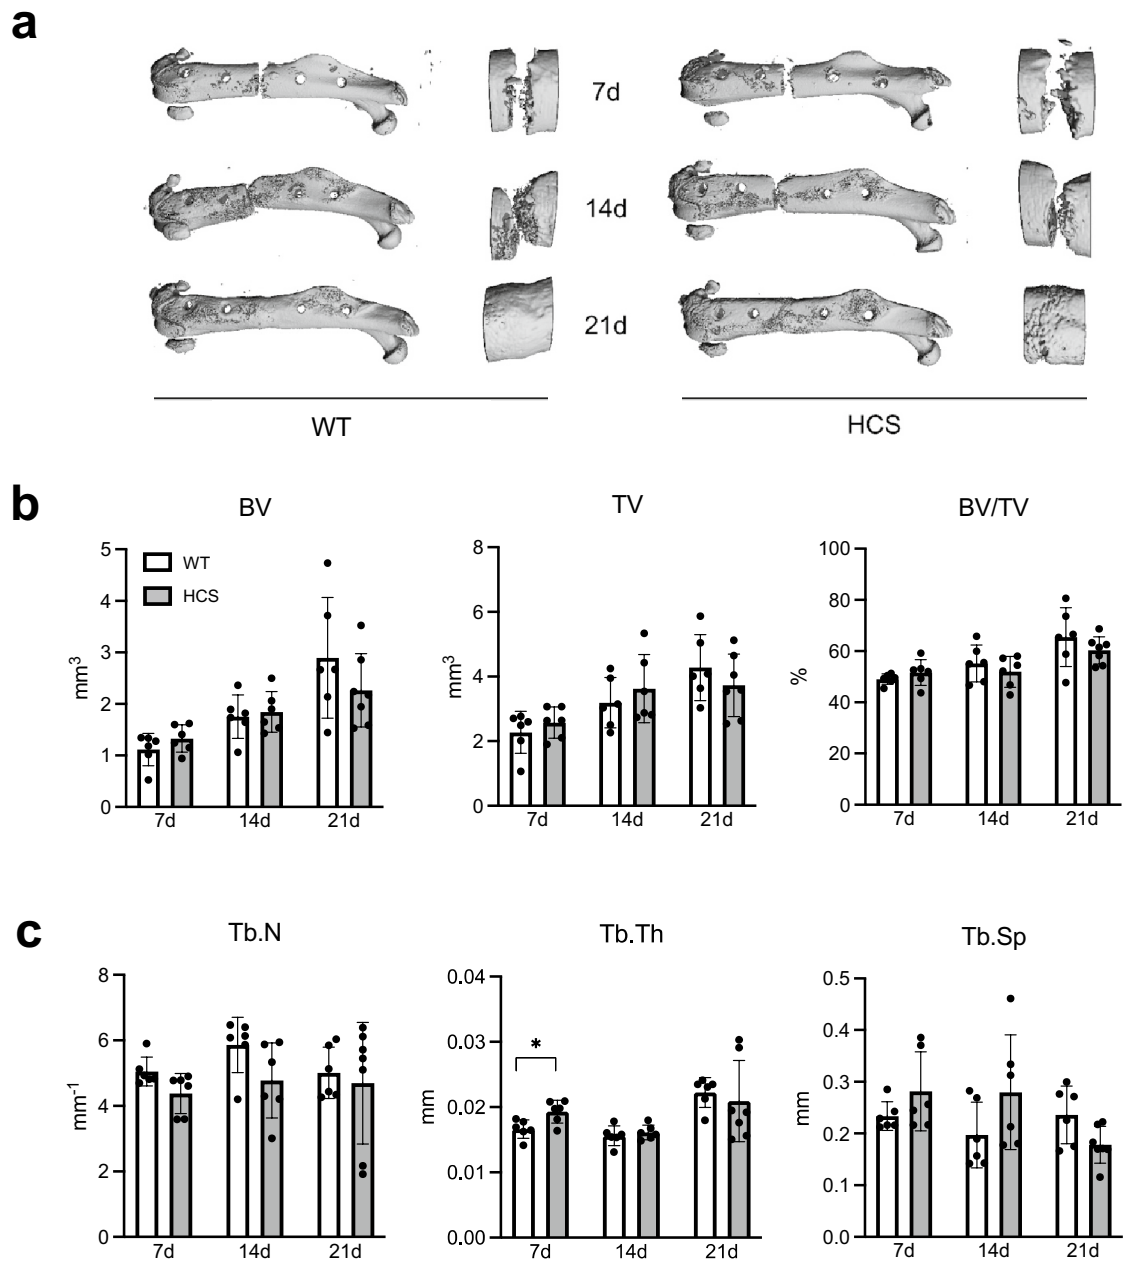 a
7d
14d
21d
WT
HCS
b
BV
TV
BV/TV
5
4
3
2
1
0
mm³
WT
HCS
7d
14d
21d
8
6
4
2
0
mm³
7d
14d
21d
100
80
60
40
20
0
%
7d
14d
21d
c
Tb.N
Tb.Th
Tb.Sp
8
6
4
2
0
mm⁻¹
7d
14d
21d
0.04
0.03
0.02
0.01
0.00
mm
*
7d
14d
21d
0.5
0.4
0.3
0.2
0.1
0.0
mm
7d
14d
21d